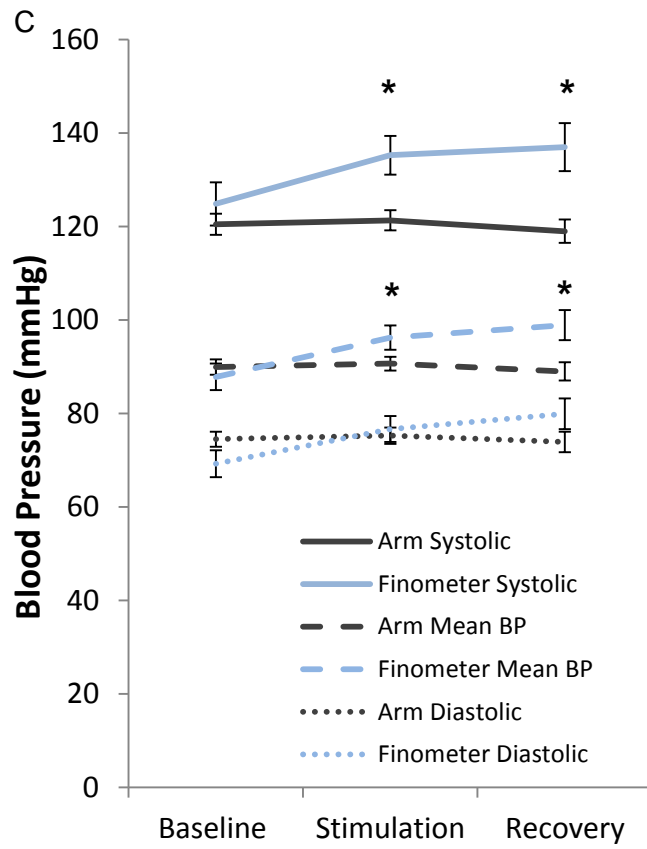 C
160
140
120
100
80
60
40
20
0
Blood Pressure (mmHg)
* *
* *
Arm Systolic
Finometer Systolic
Arm Mean BP
Finometer Mean BP
Arm Diastolic
Finometer Diastolic
Baseline Stimulation Recovery